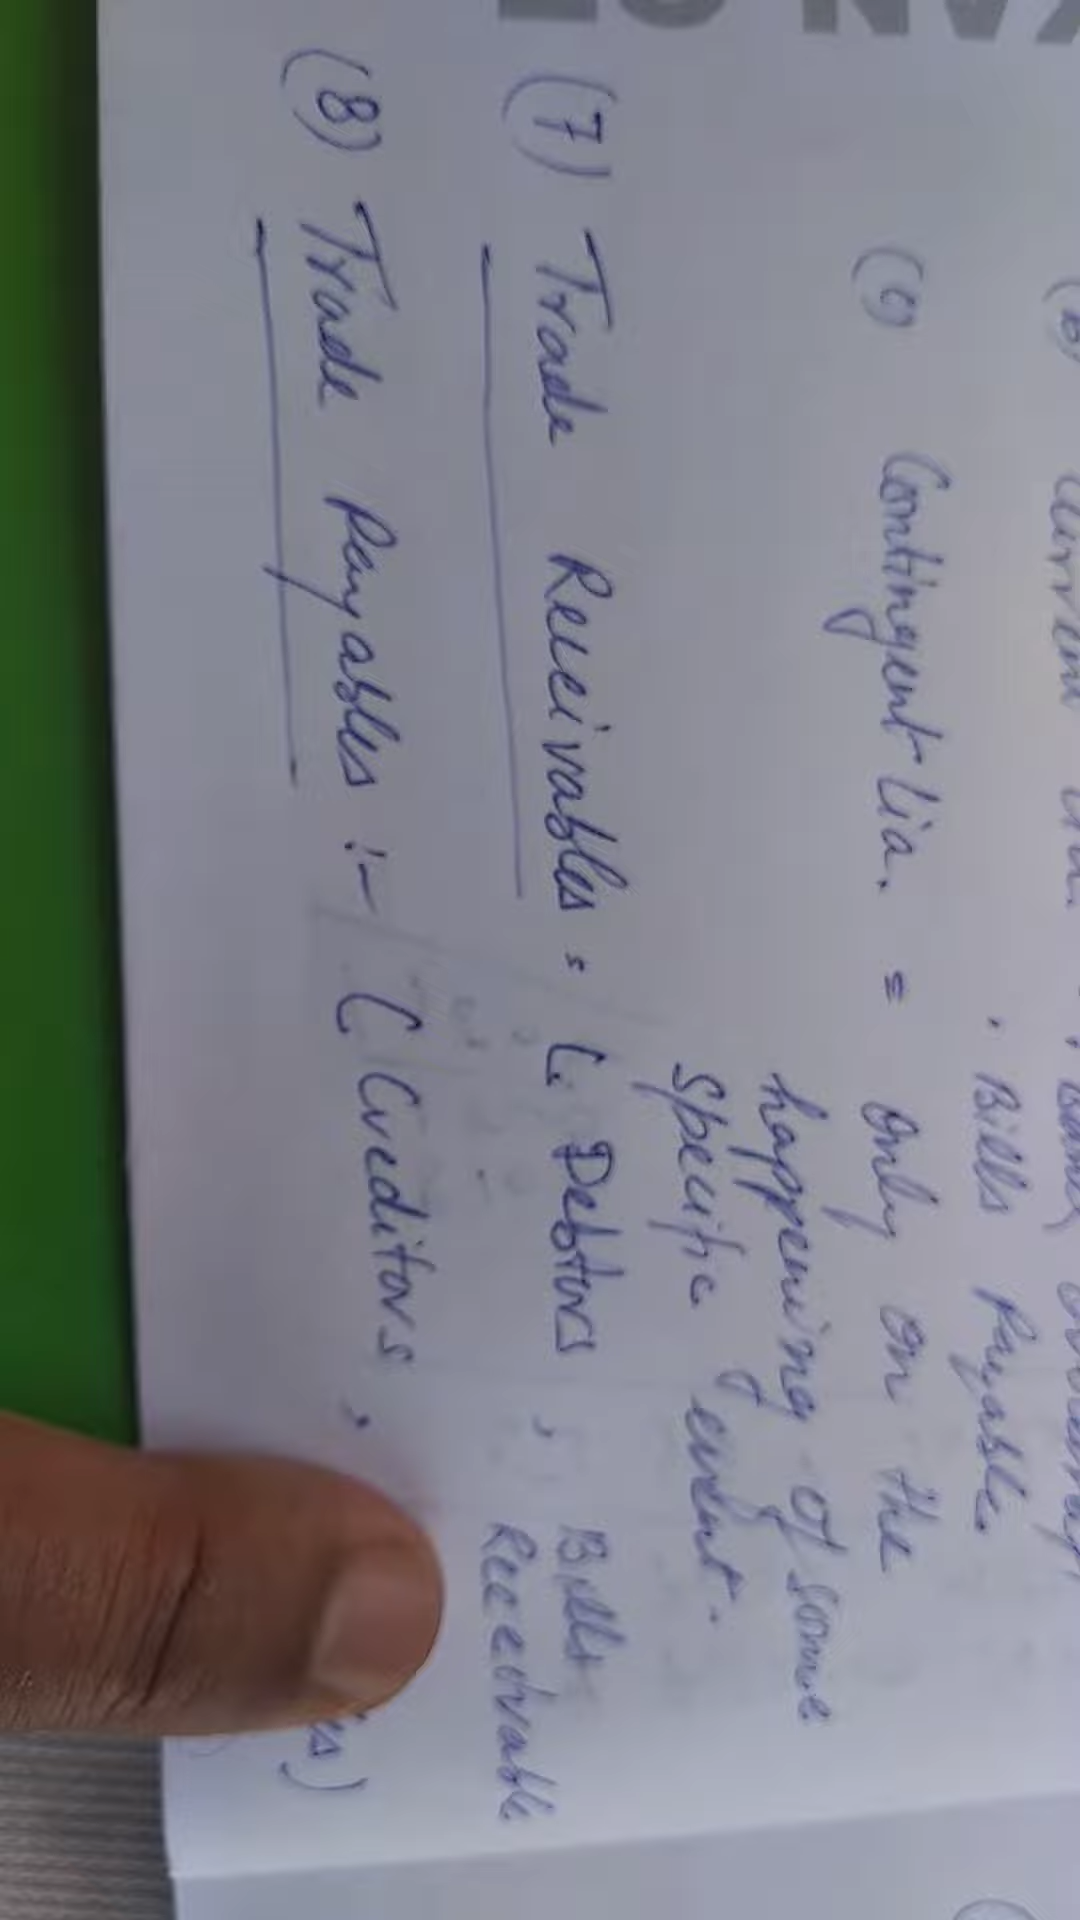 . Bills Payable.
(c) Contingent Lia. = Only on the
happening of some
specific event.
(7) Trade Receivables = (. Debtors , Bills
Receivable
(8) Trade Payables :- ( Creditors ,